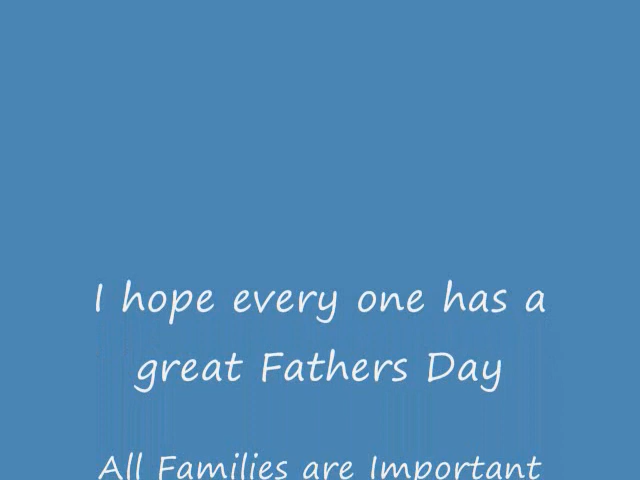 I hope every one has a
great Fathers Day
All Families are Important